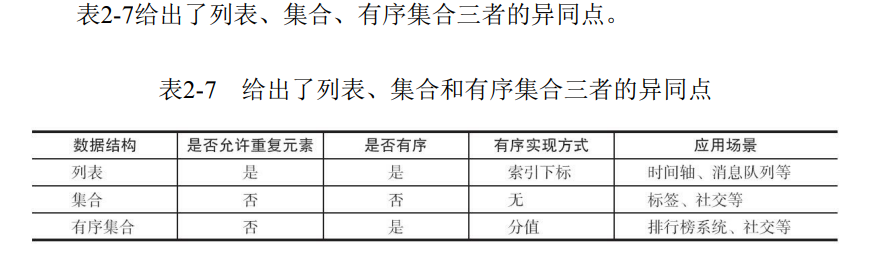 表2-7给出了列表、集合、有序集合三者的异同点。
表2-7 给出了列表、集合和有序集合三者的异同点
数据结构 是否允许重复元素 是否有序 有序实现方式 应用场景
列表 是 是 索引下标 时间轴、消息队列等
集合 否 否 无 标签、社交等
有序集合 否 是 分值 排行榜系统、社交等